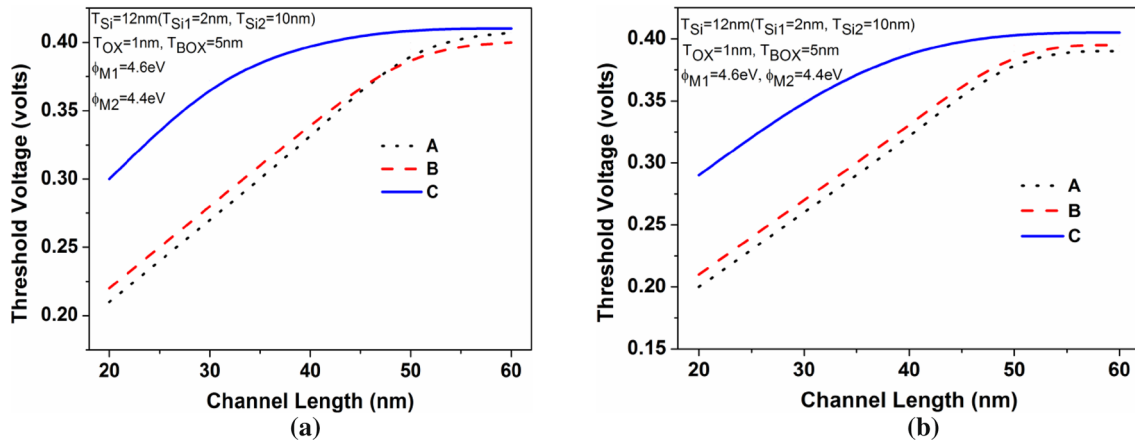 T_Si=12nm(T_Si1=2nm, T_Si2=10nm)
T_OX=1nm, T_BOX=5nm
ϕ_M1=4.6eV
ϕ_M2=4.4eV
A
B
C
0.40
0.35
0.30
0.25
0.20
Threshold Voltage (volts)
20 30 40 50 60
Channel Length (nm)
(a)
T_Si=12nm(T_Si1=2nm, T_Si2=10nm)
T_OX=1nm, T_BOX=5nm
ϕ_M1=4.6eV, ϕ_M2=4.4eV
A
B
C
0.40
0.35
0.30
0.25
0.20
0.15
Threshold Voltage (volts)
20 30 40 50 60
Channel Length (nm)
(b)